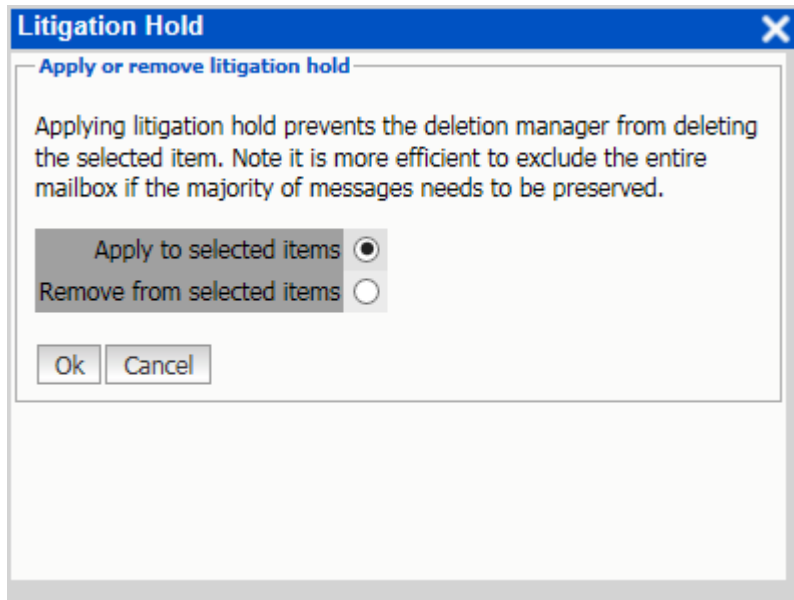 Litigation Hold
Apply or remove litigation hold
Applying litigation hold prevents the deletion manager from deleting
the selected item. Note it is more efficient to exclude the entire
mailbox if the majority of messages needs to be preserved.
Apply to selected items
Remove from selected items
Ok Cancel